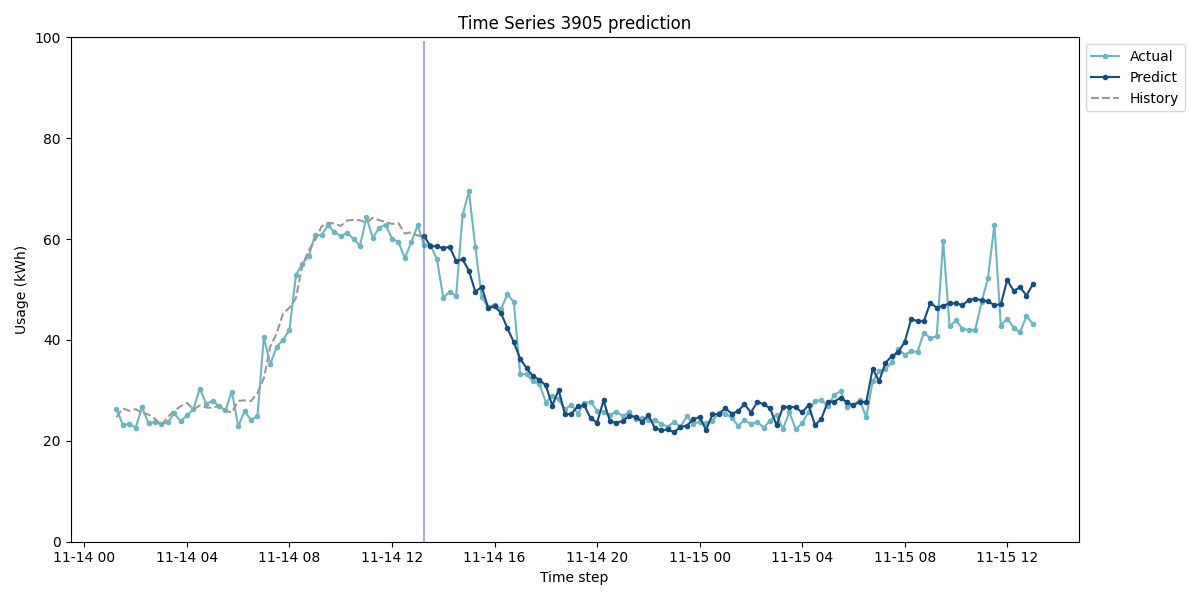 Time Series 3905 prediction
100
80
60
40
20
0
Usage (kWh)
11-14 00
11-14 04
11-14 08
11-14 12
11-14 16
11-14 20
11-15 00
11-15 04
11-15 08
11-15 12
Time step
Actual
Predict
History